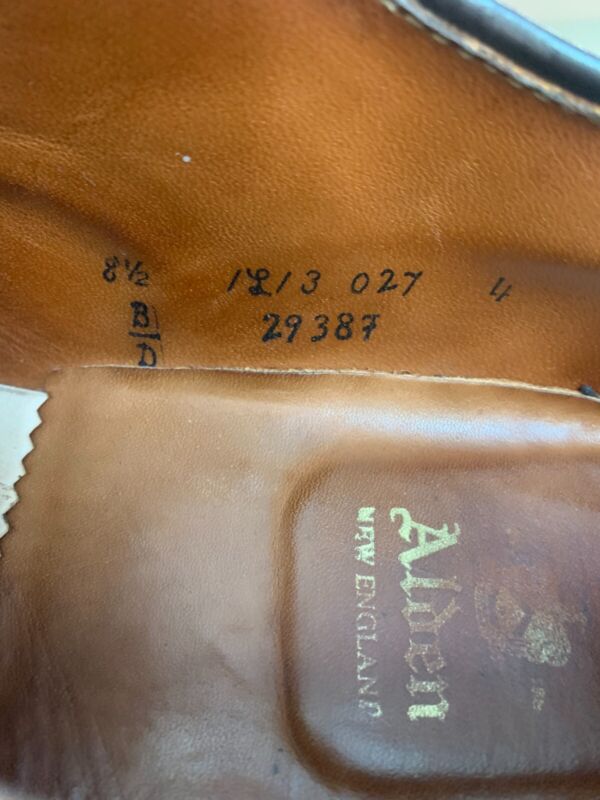 8½ 1L13 027 4
B 29387
D
Alden
NEW ENGLAND